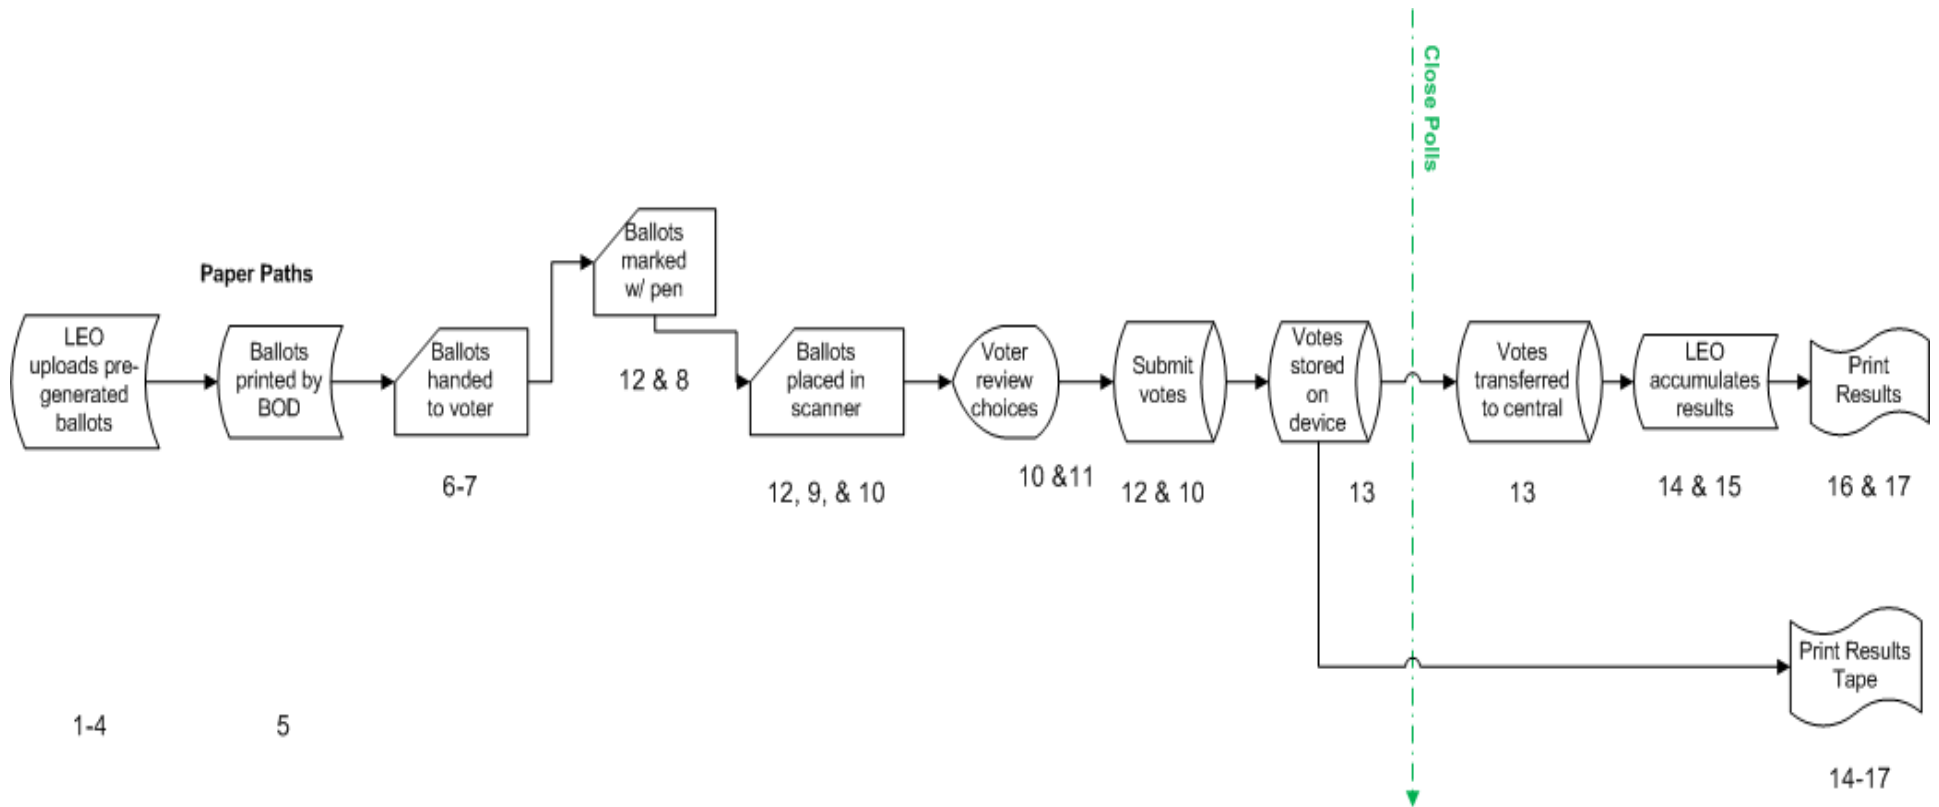 Close Polls
Paper Paths
LEO
uploads pre-
generated
ballots
Ballots
printed by
BOD
Ballots
handed
to voter
Ballots
marked
w/ pen
Ballots
placed in
scanner
Voter
review
choices
Submit
votes
Votes
stored
on
device
Votes
transferred
to central
LEO
accumulates
results
Print
Results
12 & 8
6-7
12, 9, & 10
10 &11
12 & 10
13
13
14 & 15
16 & 17
Print Results
Tape
1-4
5
14-17